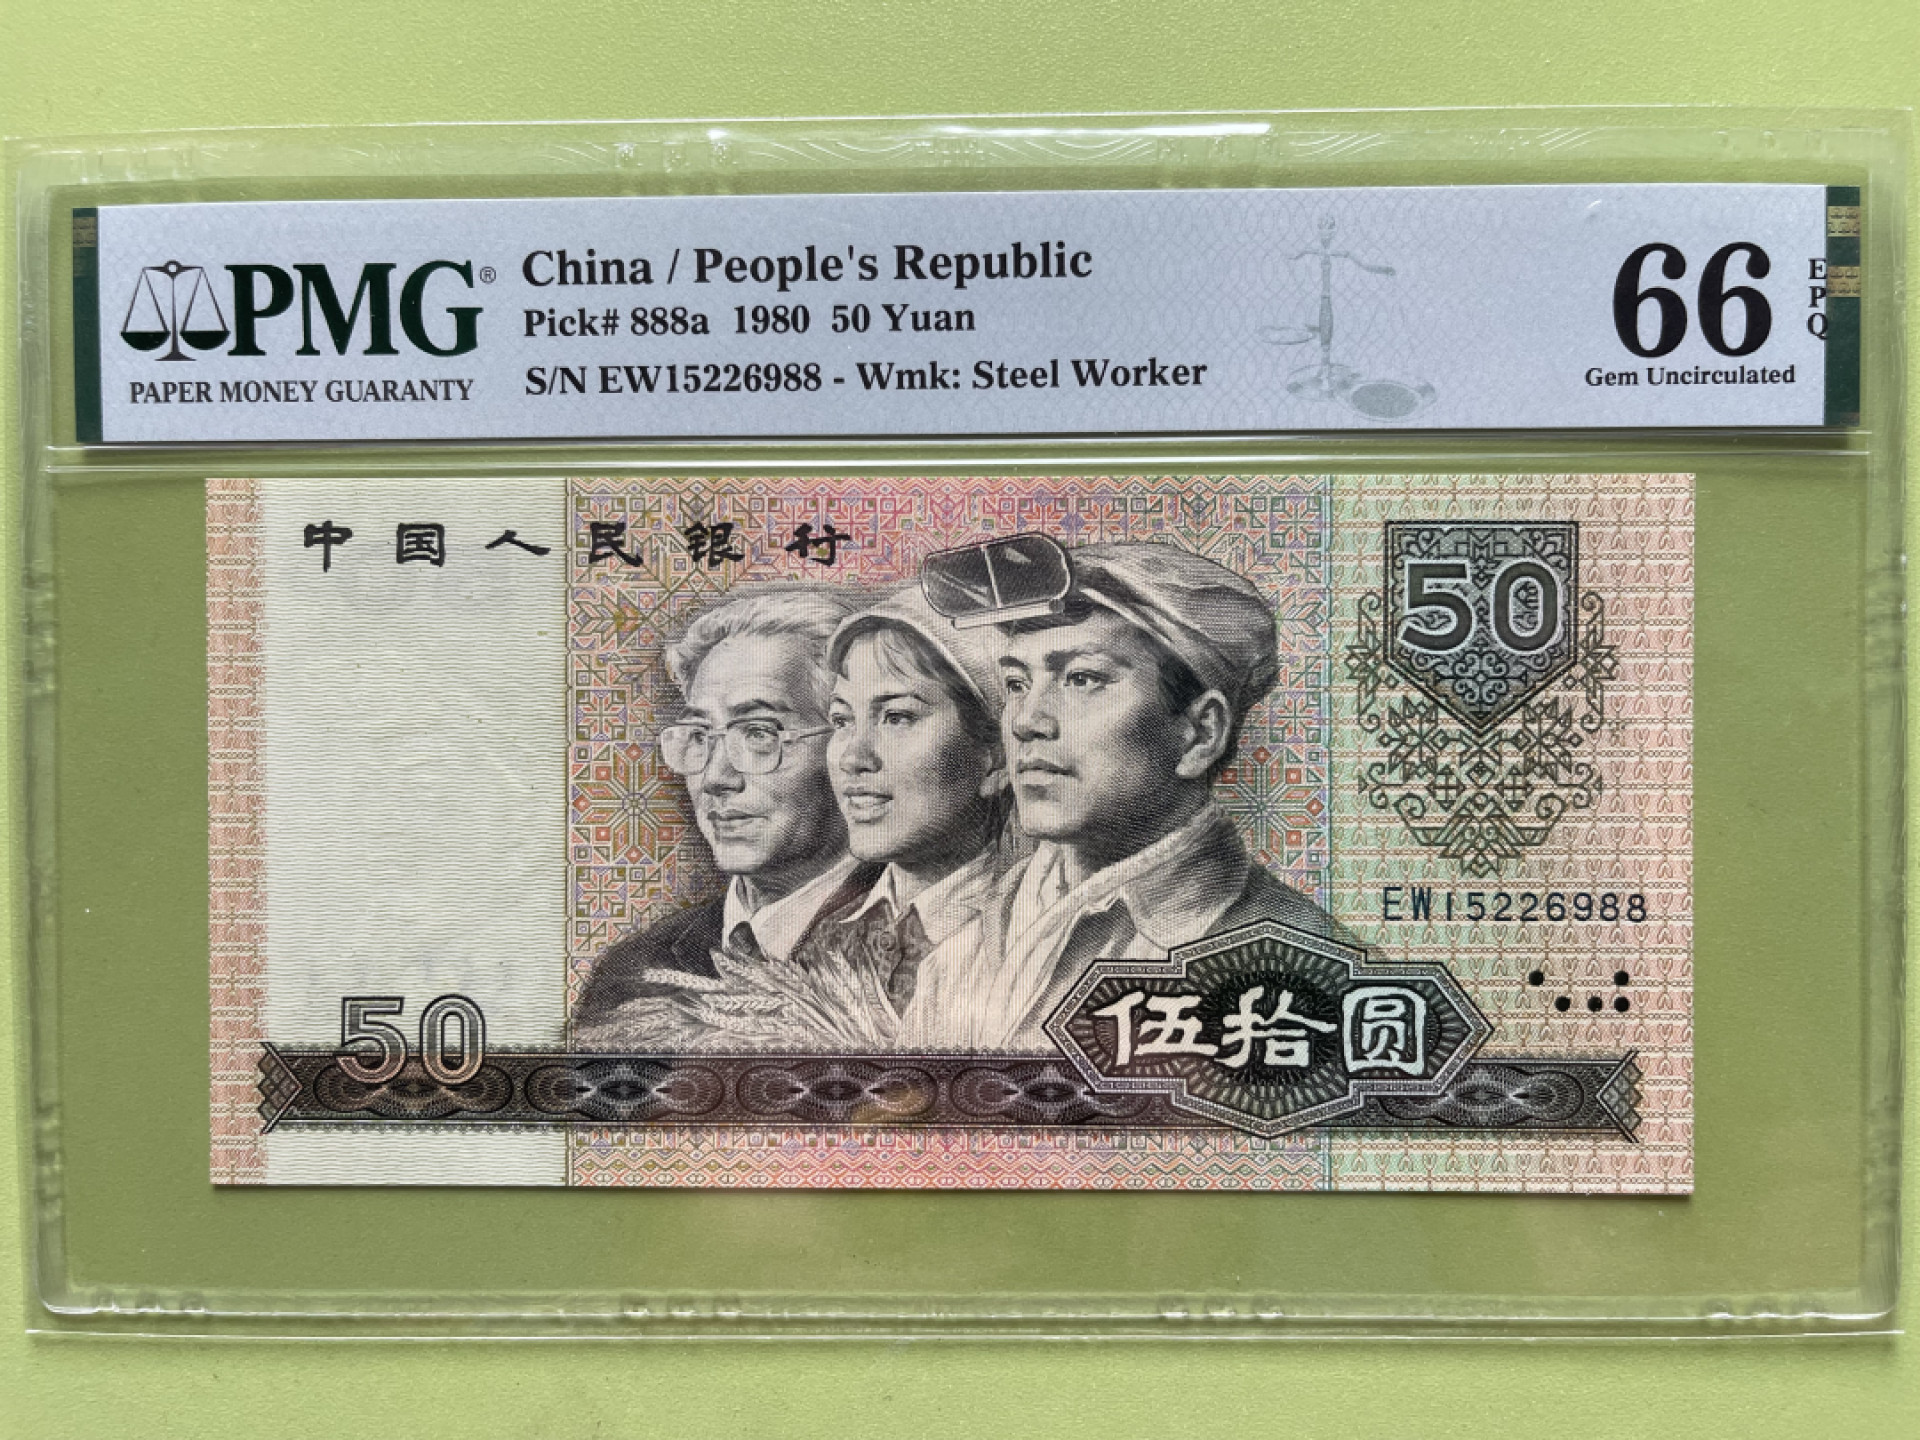 PMG®
PAPER MONEY GUARANTY
China / People's Republic
Pick# 888a 1980 50 Yuan
S/N EW15226988 - Wmk: Steel Worker
66
EPQ
Gem Uncirculated
中国人民银行
50
EW15226988
50
伍拾圆